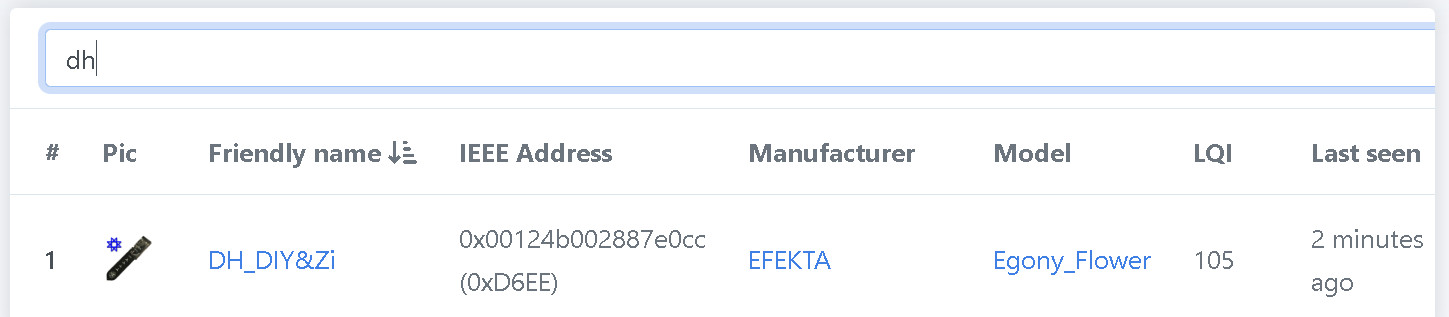 dh
# Pic Friendly name IEEE Address Manufacturer Model LQI Last seen
1 DH_DIY&Zi 0x00124b002887e0cc (0xD6EE) EFEKTA Egony_Flower 105 2 minutes ago